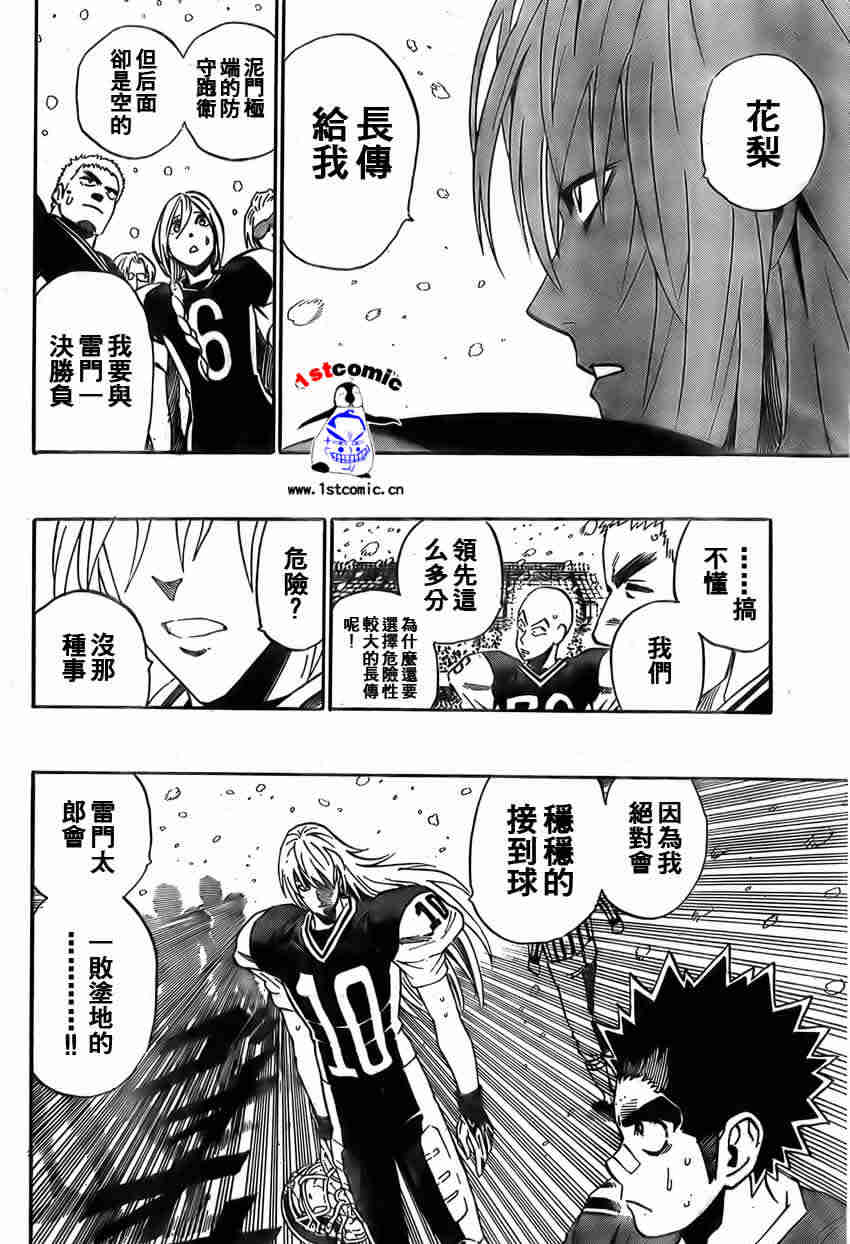 花梨
長傳
給我
泥門極
端的防
守跑衛
但后面
卻是空的
我要與
雷門一
決勝負
6
1stcomic
www.1stcomic.cn
……搞
不懂
我們
領先這
么多分
為什麼還要
選擇危險性
較大的長傳
呢!
危險?
沒那
種事
因為我
絕對會
穩穩的
接到球
10
10
雷門太
郎會
一敗塗地的
…………!!